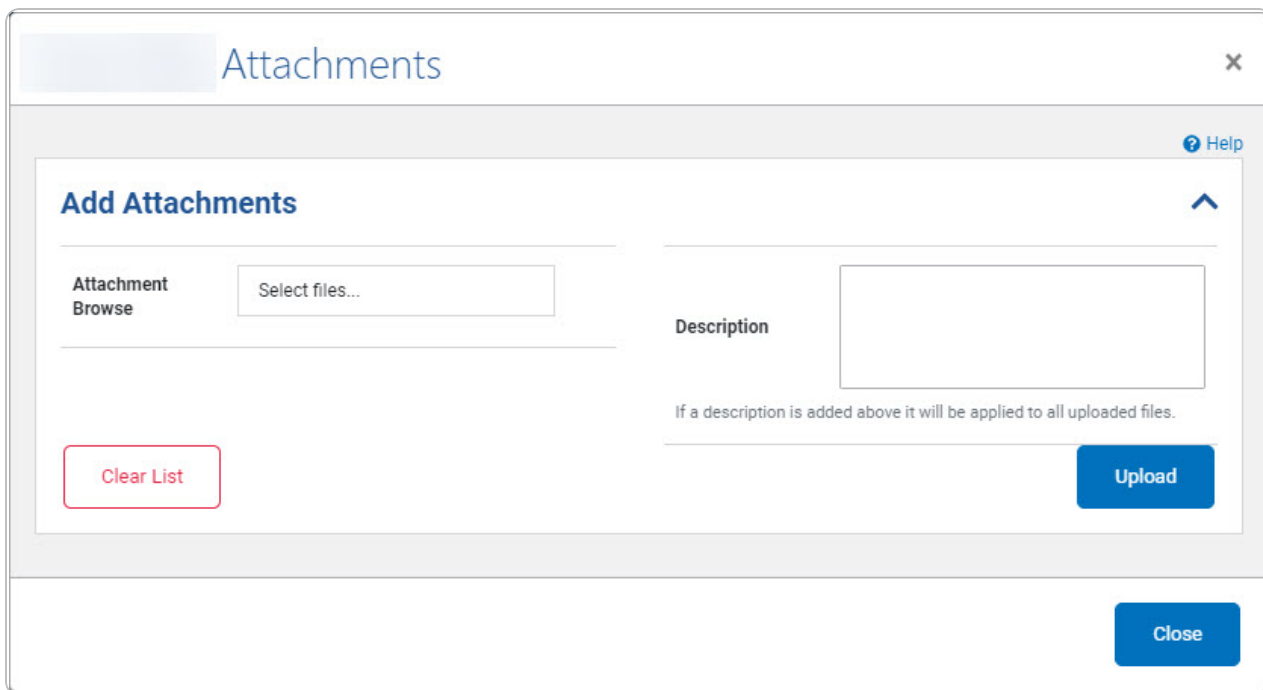 Attachments
Help
Add Attachments
Attachment
Browse
Select files...
Description
If a description is added above it will be applied to all uploaded files.
Clear List
Upload
Close